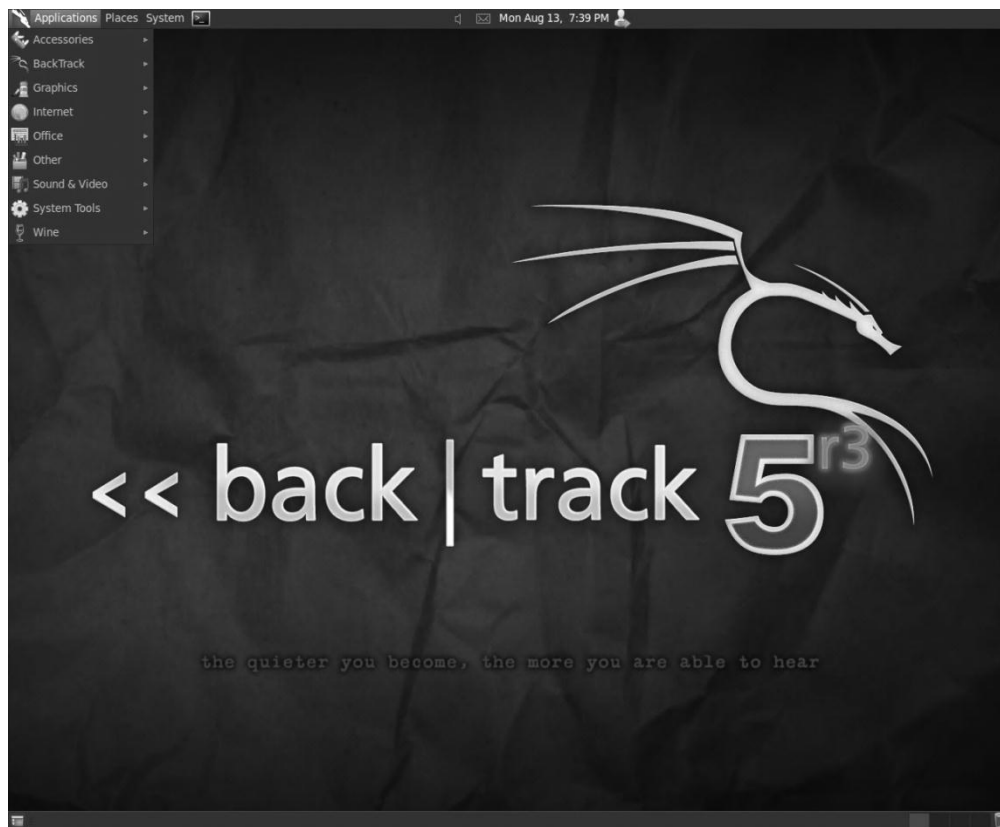 Applications Places System Mon Aug 13, 7:39 PM
Accessories
BackTrack
Graphics
Internet
Office
Other
Sound & Video
System Tools
Wine
<< back | track 5 r3
the quieter you become, the more you are able to hear